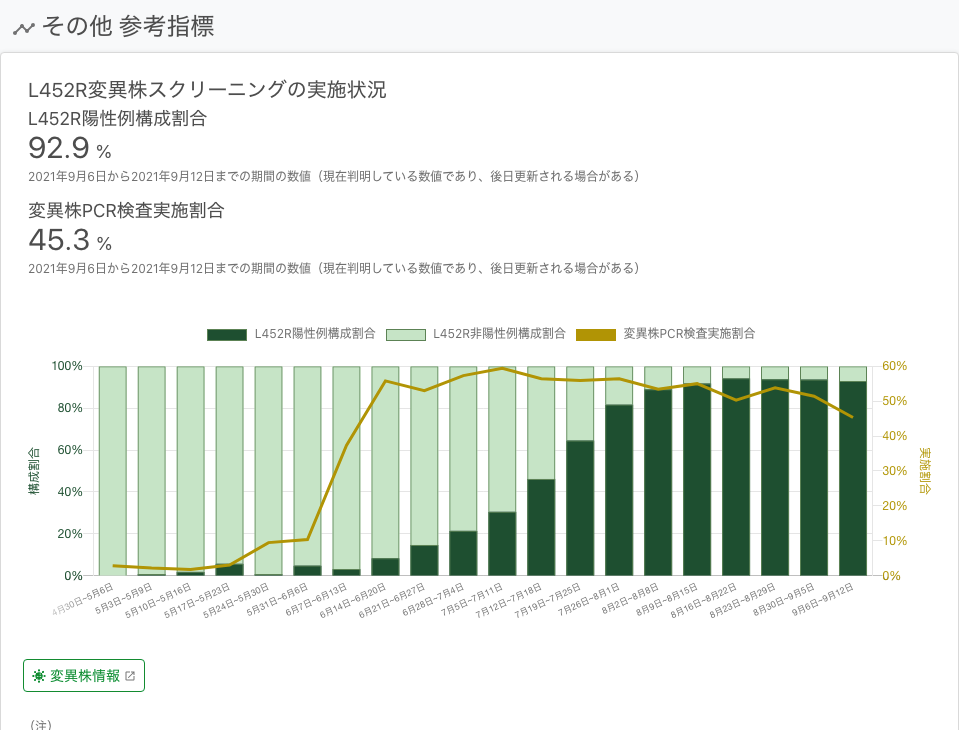 その他 参考指標
L452R変異株スクリーニングの実施状況
L452R陽性例構成割合
92.9 %
2021年9月6日から2021年9月12日までの期間の数値（現在判明している数値であり、後日更新される場合がある）
変異株PCR検査実施割合
45.3 %
2021年9月6日から2021年9月12日までの期間の数値（現在判明している数値であり、後日更新される場合がある）
L452R陽性例構成割合 L452R非陽性例構成割合 変異株PCR検査実施割合
100%
80%
60%
40%
20%
0%
構成割合
60%
50%
40%
30%
20%
10%
0%
実施割合
4月30日~5月6日
5月3日~5月9日
5月10日~5月16日
5月17日~5月23日
5月24日~5月30日
5月31日~6月6日
6月7日~6月13日
6月14日~6月20日
6月21日~6月27日
6月28日~7月4日
7月5日~7月11日
7月12日~7月18日
7月19日~7月25日
7月26日~8月1日
8月2日~8月8日
8月9日~8月15日
8月16日~8月22日
8月23日~8月29日
8月30日~9月5日
9月6日~9月12日
変異株情報
（注）